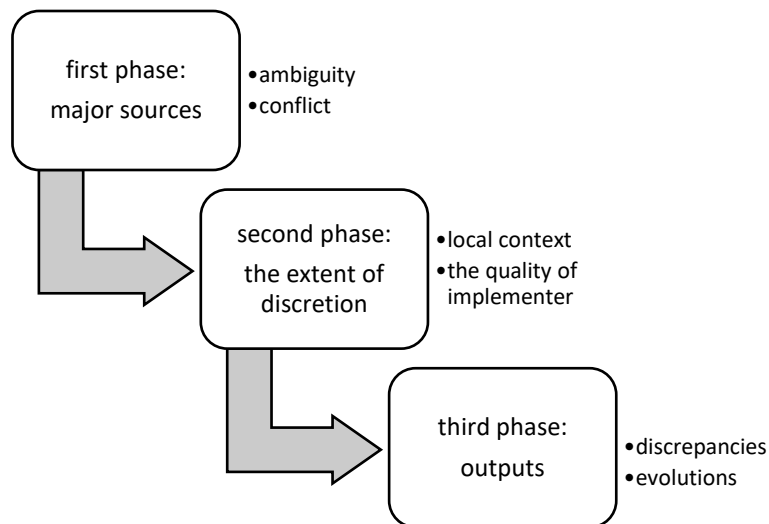 first phase:
major sources
•ambiguity
•conflict
second phase:
the extent of
discretion
•local context
•the quality of
implementer
third phase:
outputs
•discrepancies
•evolutions